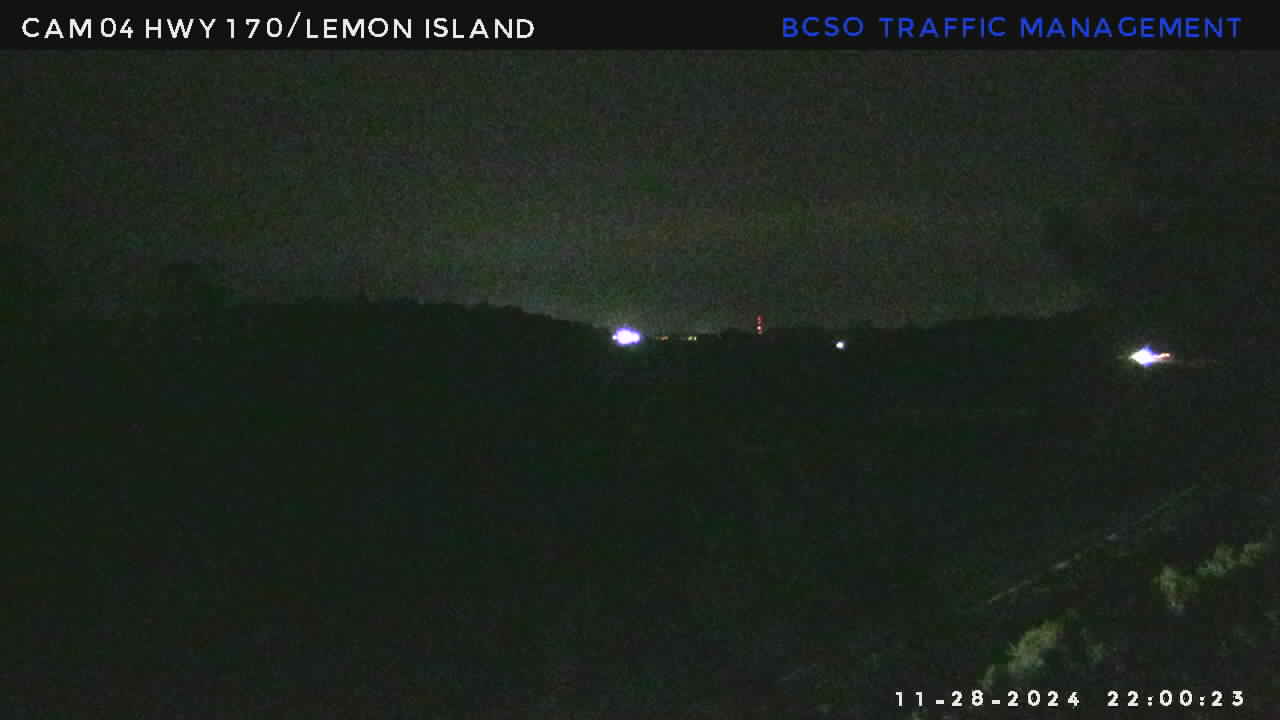 CAM04 HWY 170/LEMON ISLAND
BCSO TRAFFIC MANAGEMENT
11-28-2024 22:00:23